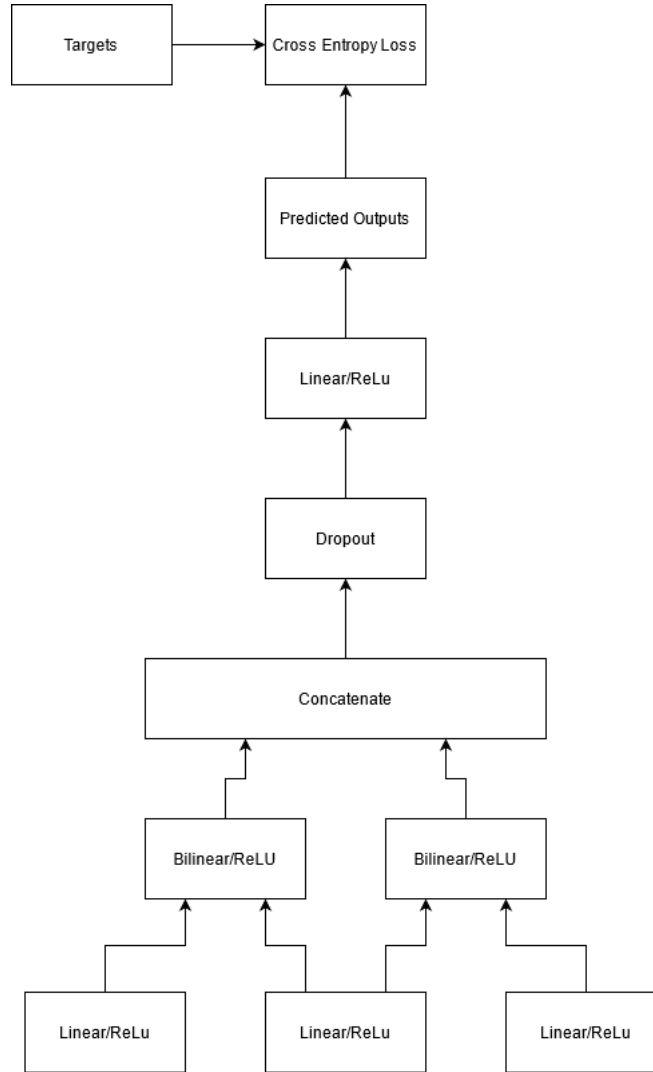 Targets
Cross Entropy Loss
Predicted Outputs
Linear/ReLu
Dropout
Concatenate
Bilinear/ReLU
Bilinear/ReLU
Linear/ReLu
Linear/ReLu
Linear/ReLu